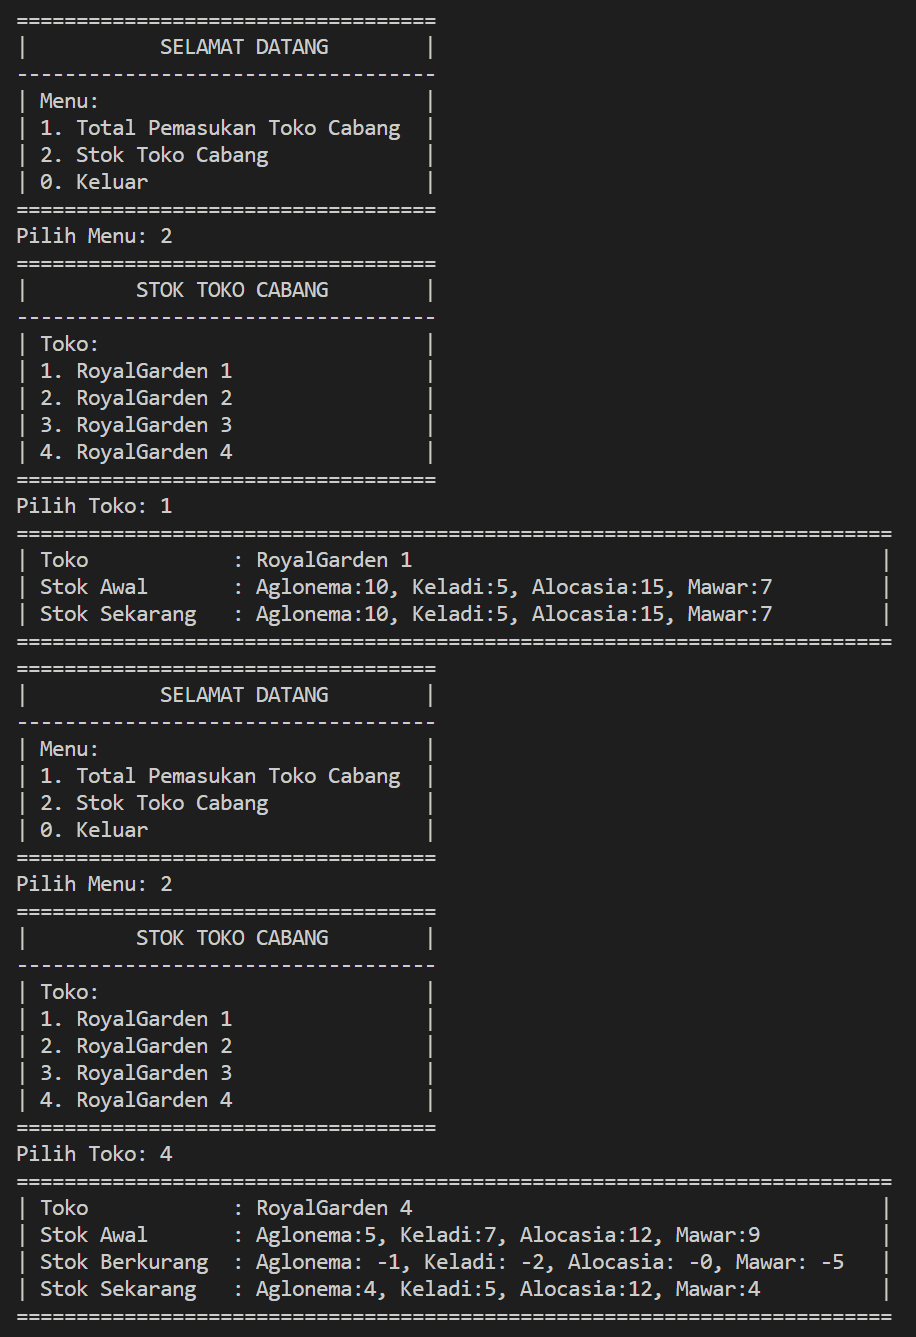 ===================================
|           SELAMAT DATANG        |
-----------------------------------
| Menu:                           |
| 1. Total Pemasukan Toko Cabang  |
| 2. Stok Toko Cabang             |
| 0. Keluar                       |
===================================
Pilih Menu: 2
===================================
|         STOK TOKO CABANG        |
-----------------------------------
| Toko:                           |
| 1. RoyalGarden 1                |
| 2. RoyalGarden 2                |
| 3. RoyalGarden 3                |
| 4. RoyalGarden 4                |
===================================
Pilih Toko: 1
=========================================================================
| Toko            : RoyalGarden 1                                       |
| Stok Awal       : Aglonema:10, Keladi:5, Alocasia:15, Mawar:7         |
| Stok Sekarang   : Aglonema:10, Keladi:5, Alocasia:15, Mawar:7         |
=========================================================================
===================================
|           SELAMAT DATANG        |
-----------------------------------
| Menu:                           |
| 1. Total Pemasukan Toko Cabang  |
| 2. Stok Toko Cabang             |
| 0. Keluar                       |
===================================
Pilih Menu: 2
===================================
|         STOK TOKO CABANG        |
-----------------------------------
| Toko:                           |
| 1. RoyalGarden 1                |
| 2. RoyalGarden 2                |
| 3. RoyalGarden 3                |
| 4. RoyalGarden 4                |
===================================
Pilih Toko: 4
=========================================================================
| Toko            : RoyalGarden 4                                       |
| Stok Awal       : Aglonema:5, Keladi:7, Alocasia:12, Mawar:9          |
| Stok Berkurang  : Aglonema: -1, Keladi: -2, Alocasia: -0, Mawar: -5   |
| Stok Sekarang   : Aglonema:4, Keladi:5, Alocasia:12, Mawar:4          |
=========================================================================